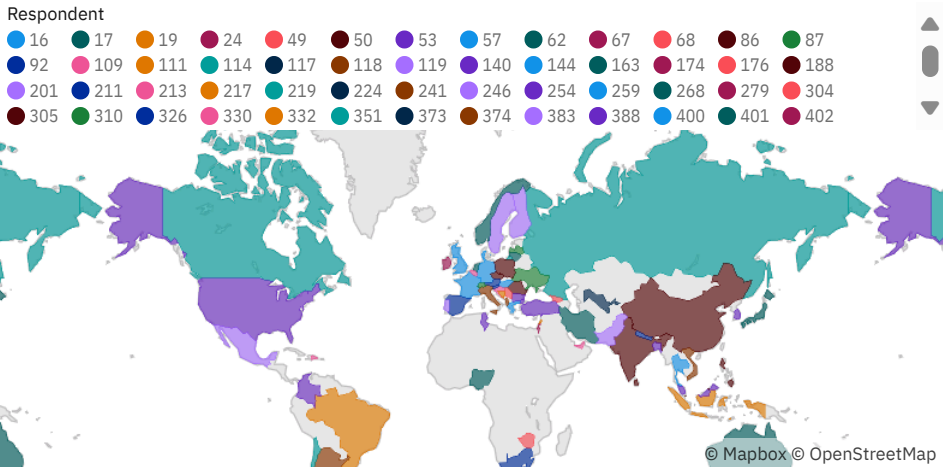 Respondent
16 17 19 24 49 50 53 57 62 67 68 86 87
92 109 111 114 117 118 119 140 144 163 174 176 188
201 211 213 217 219 224 241 246 254 259 268 279 304
305 310 326 330 332 351 373 374 383 388 400 401 402
© Mapbox © OpenStreetMap